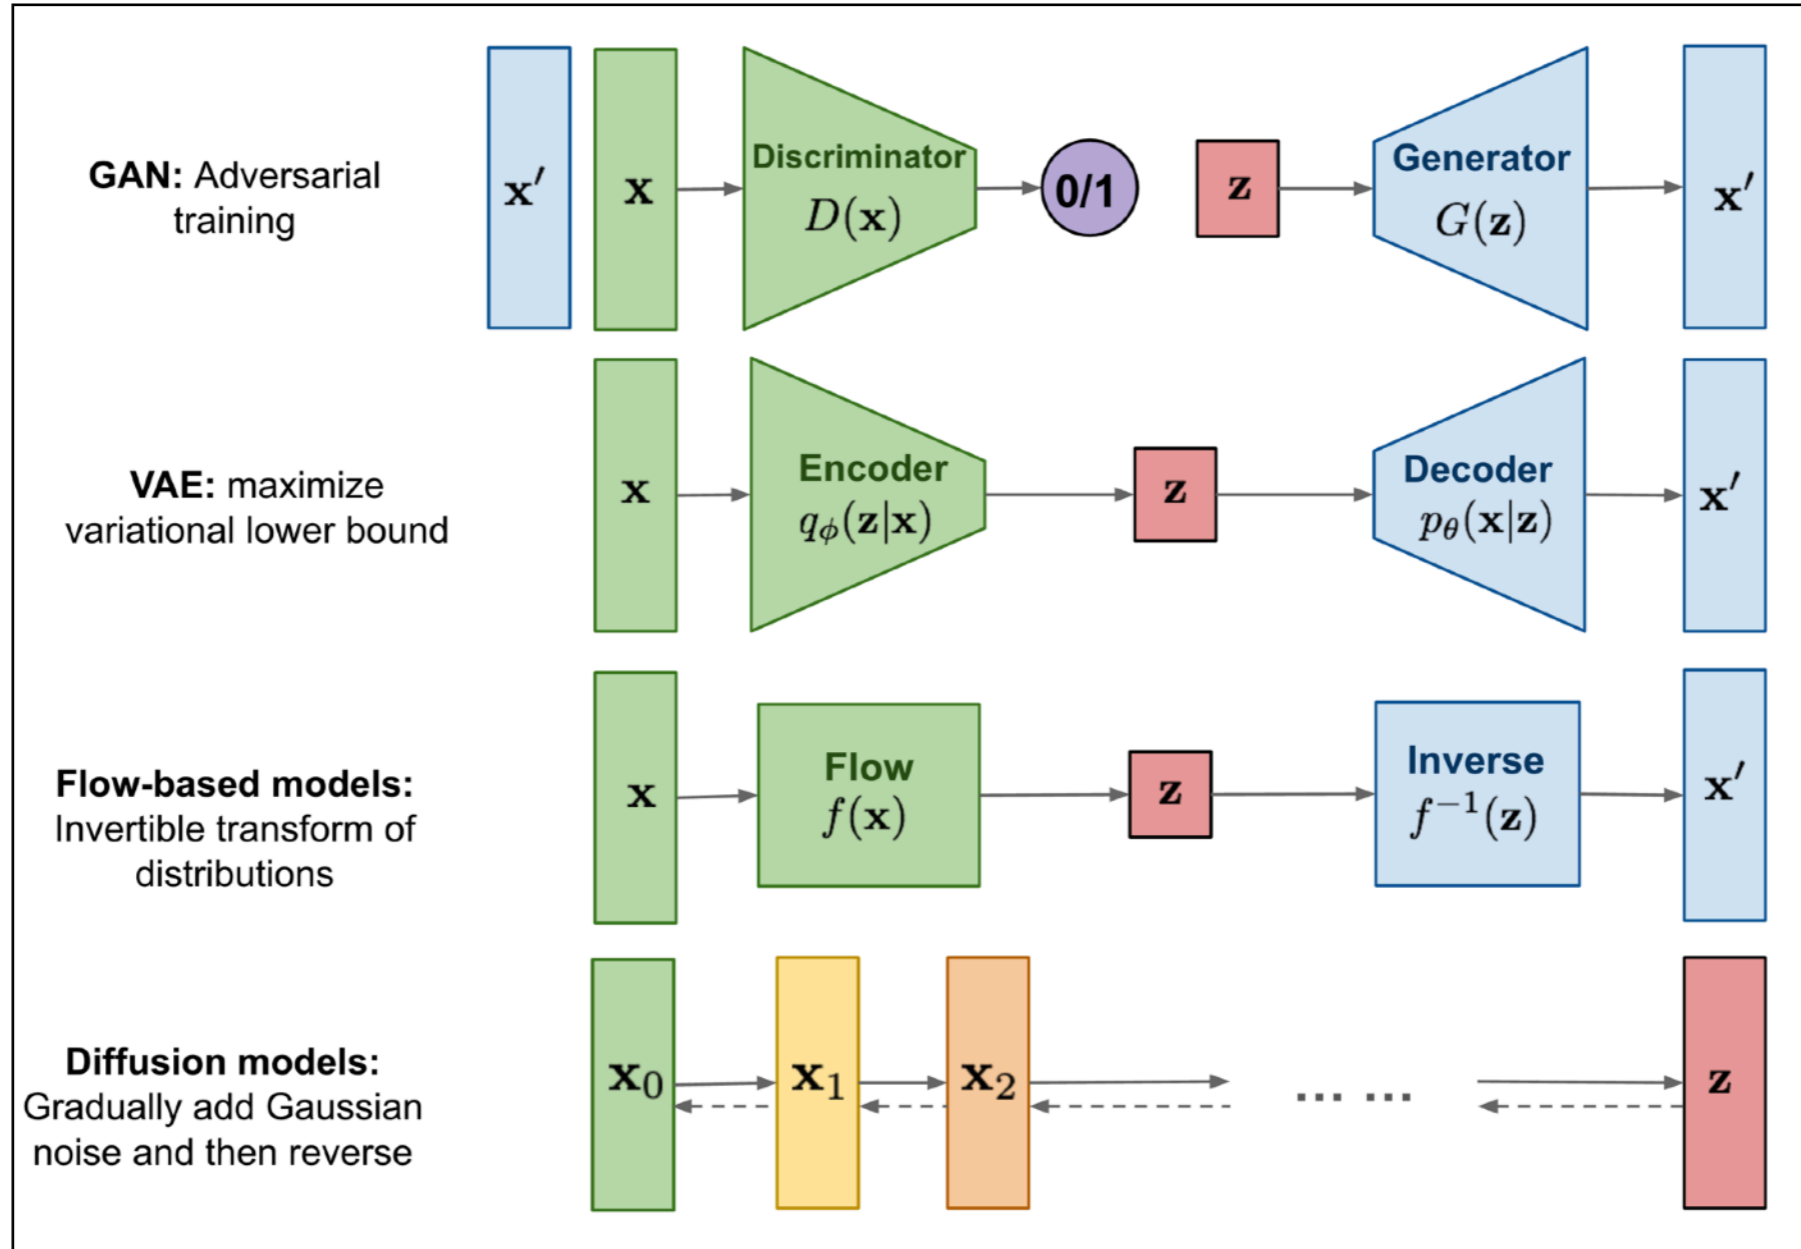 GAN: Adversarial
training
x′
x
Discriminator
D(x)
0/1
z
Generator
G(z)
x′
VAE: maximize
variational lower bound
x
Encoder
qϕ(z|x)
z
Decoder
pθ(x|z)
x′
Flow-based models:
Invertible transform of
distributions
x
Flow
f(x)
z
Inverse
f⁻¹(z)
x′
Diffusion models:
Gradually add Gaussian
noise and then reverse
x₀
x₁
x₂
... ...
z